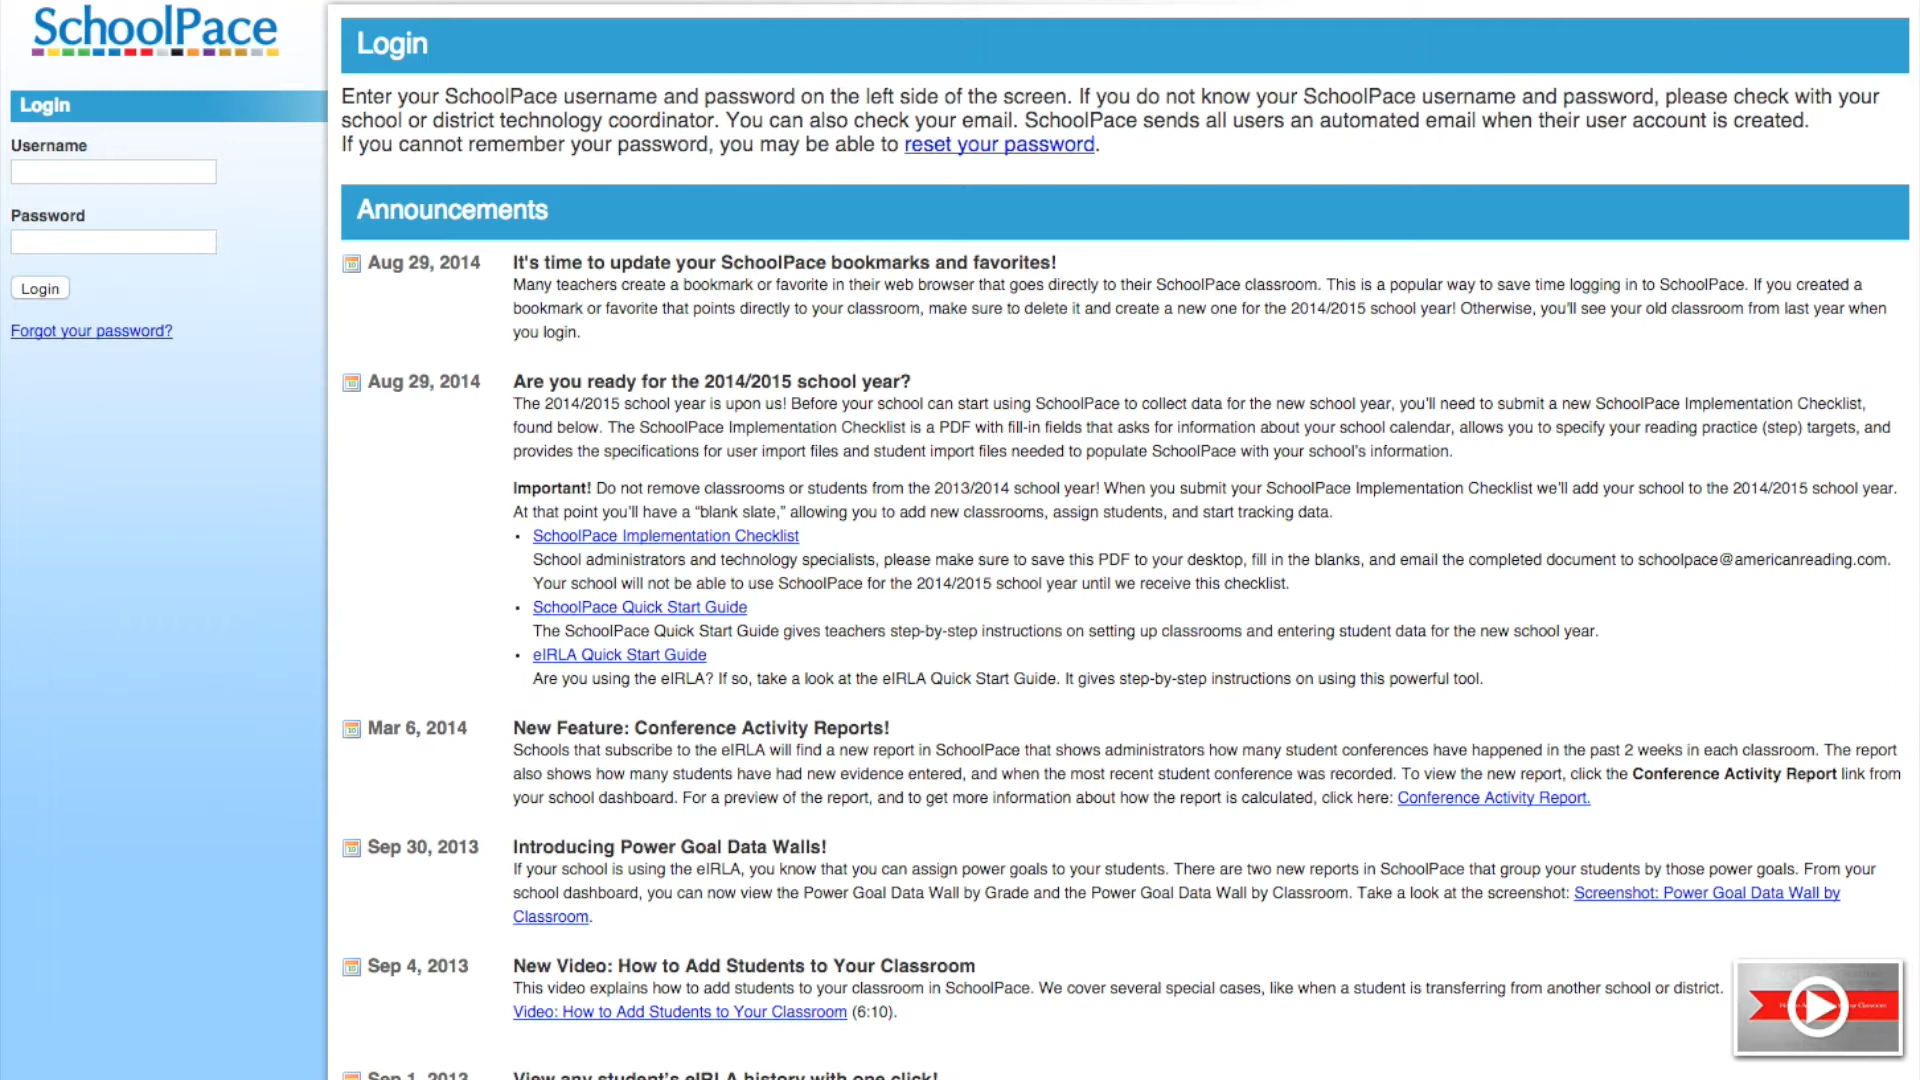 SchoolPace
Login
Username
Password
Login
Forgot your password?
Login
Enter your SchoolPace username and password on the left side of the screen. If you do not know your SchoolPace username and password, please check with your
school or district technology coordinator. You can also check your email. SchoolPace sends all users an automated email when their user account is created.
If you cannot remember your password, you may be able to reset your password.
Announcements
Aug 29, 2014 It's time to update your SchoolPace bookmarks and favorites!
Many teachers create a bookmark or favorite in their web browser that goes directly to their SchoolPace classroom. This is a popular way to save time logging in to SchoolPace. If you created a
bookmark or favorite that points directly to your classroom, make sure to delete it and create a new one for the 2014/2015 school year! Otherwise, you'll see your old classroom from last year when
you login.
Aug 29, 2014 Are you ready for the 2014/2015 school year?
The 2014/2015 school year is upon us! Before your school can start using SchoolPace to collect data for the new school year, you'll need to submit a new SchoolPace Implementation Checklist,
found below. The SchoolPace Implementation Checklist is a PDF with fill-in fields that asks for information about your school calendar, allows you to specify your reading practice (step) targets, and
provides the specifications for user import files and student import files needed to populate SchoolPace with your school's information.
Important! Do not remove classrooms or students from the 2013/2014 school year! When you submit your SchoolPace Implementation Checklist we'll add your school to the 2014/2015 school year.
At that point you'll have a “blank slate,” allowing you to add new classrooms, assign students, and start tracking data.
• SchoolPace Implementation Checklist
School administrators and technology specialists, please make sure to save this PDF to your desktop, fill in the blanks, and email the completed document to schoolpace@americanreading.com.
Your school will not be able to use SchoolPace for the 2014/2015 school year until we receive this checklist.
• SchoolPace Quick Start Guide
The SchoolPace Quick Start Guide gives teachers step-by-step instructions on setting up classrooms and entering student data for the new school year.
• eIRLA Quick Start Guide
Are you using the eIRLA? If so, take a look at the eIRLA Quick Start Guide. It gives step-by-step instructions on using this powerful tool.
Mar 6, 2014 New Feature: Conference Activity Reports!
Schools that subscribe to the eIRLA will find a new report in SchoolPace that shows administrators how many student conferences have happened in the past 2 weeks in each classroom. The report
also shows how many students have had new evidence entered, and when the most recent student conference was recorded. To view the new report, click the Conference Activity Report link from
your school dashboard. For a preview of the report, and to get more information about how the report is calculated, click here: Conference Activity Report.
Sep 30, 2013 Introducing Power Goal Data Walls!
If your school is using the eIRLA, you know that you can assign power goals to your students. There are two new reports in SchoolPace that group your students by those power goals. From your
school dashboard, you can now view the Power Goal Data Wall by Grade and the Power Goal Data Wall by Classroom. Take a look at the screenshot: Screenshot: Power Goal Data Wall by
Classroom.
Sep 4, 2013 New Video: How to Add Students to Your Classroom
This video explains how to add students to your classroom in SchoolPace. We cover several special cases, like when a student is transferring from another school or district.
Video: How to Add Students to Your Classroom (6:10).
Sep 1, 2013 View any student's eIRLA history with one click!